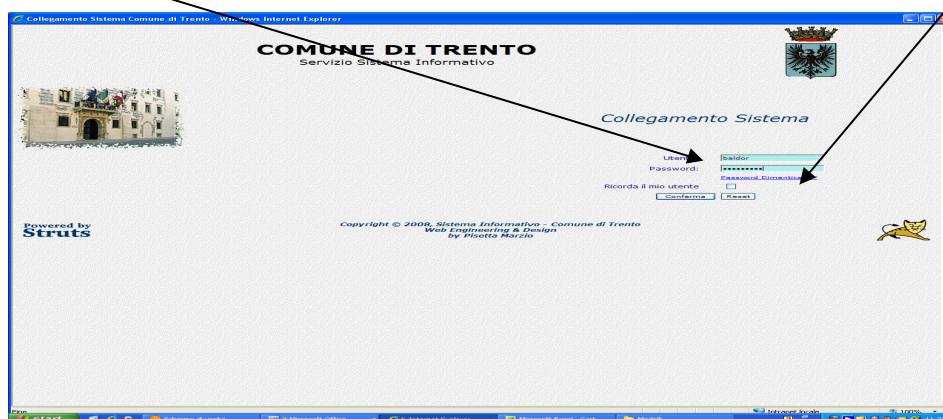 Collegamento Sistema Comune di Trento - Windows Internet Explorer
COMUNE DI TRENTO
Servizio Sistema Informativo
Collegamento Sistema
Utente baldor
Password:
Password Dimenticata?
Ricorda il mio utente
Conferma Reset
Powered by
Struts
Copyright © 2008, Sistema Informativo - Comune di Trento
Web Engineering & Design
by Pisetta Marzio
Fine
Intranet locale 100%
start